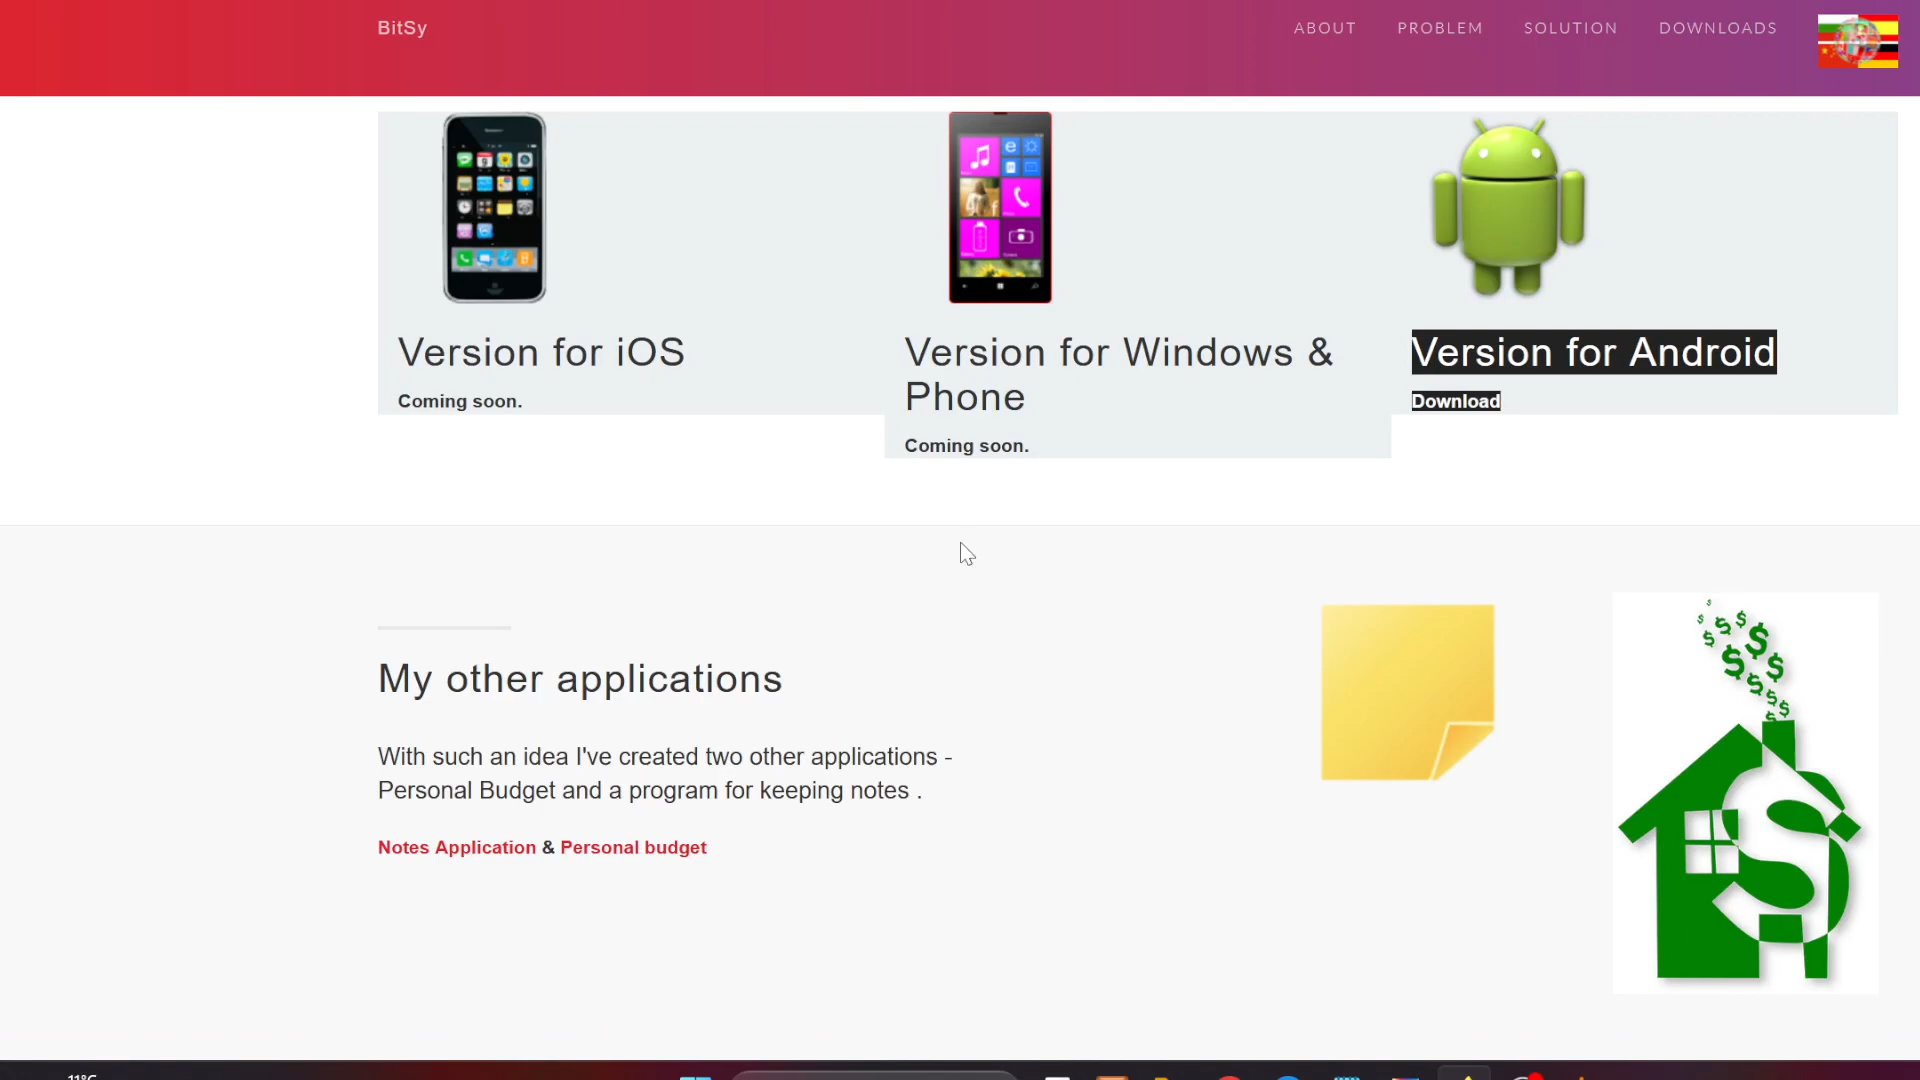 BitSy
ABOUT PROBLEM SOLUTION DOWNLOADS
Version for iOS
Coming soon.
Version for Windows &
Phone
Coming soon.
Version for Android
Download
My other applications
With such an idea I've created two other applications -
Personal Budget and a program for keeping notes .
Notes Application & Personal budget